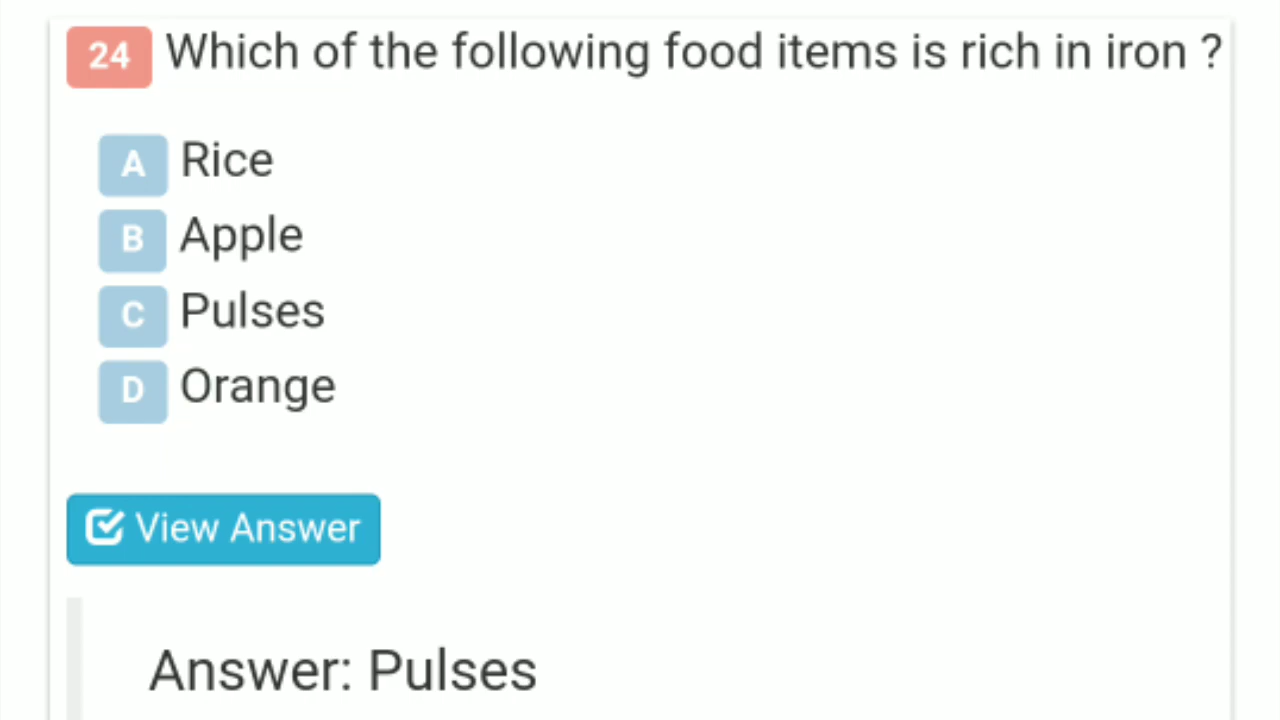 24 Which of the following food items is rich in iron ?
A Rice
B Apple
C Pulses
D Orange
View Answer
Answer: Pulses